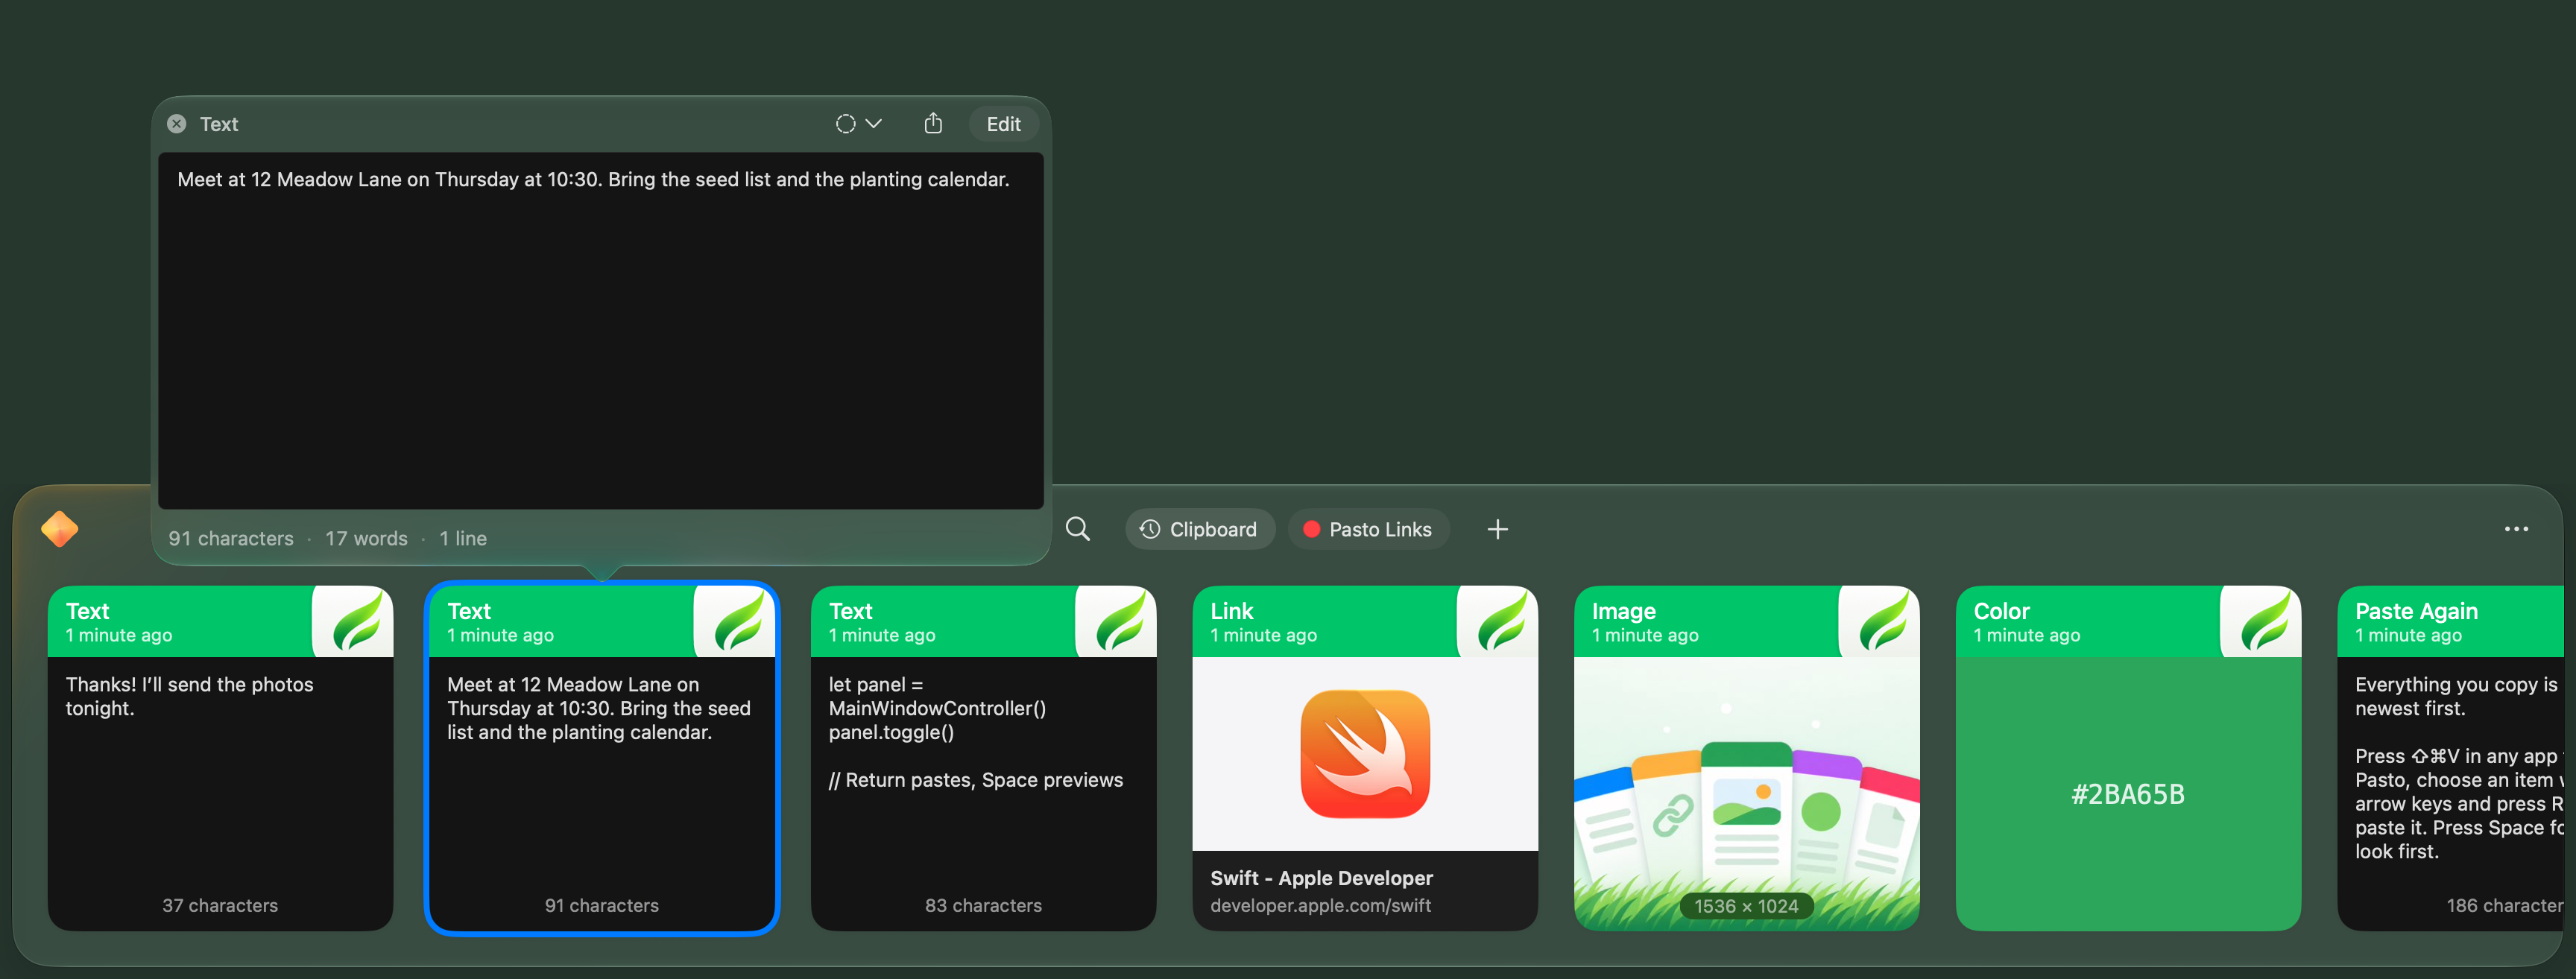 Text
Edit
Meet at 12 Meadow Lane on Thursday at 10:30. Bring the seed list and the planting calendar.
91 characters · 17 words · 1 line
Clipboard
Pasto Links
Text
1 minute ago
Thanks! I’ll send the photos
tonight.
37 characters
Text
1 minute ago
Meet at 12 Meadow Lane on
Thursday at 10:30. Bring the seed
list and the planting calendar.
91 characters
Text
1 minute ago
let panel =
MainWindowController()
panel.toggle()
// Return pastes, Space previews
83 characters
Link
1 minute ago
Swift - Apple Developer
developer.apple.com/swift
Image
1 minute ago
1536 × 1024
Color
1 minute ago
#2BA65B
Paste Again
1 minute ago
Everything you copy is
newest first.
Press ⇧⌘V in any app
Pasto, choose an item
arrow keys and press
paste it. Press Space
look first.
186